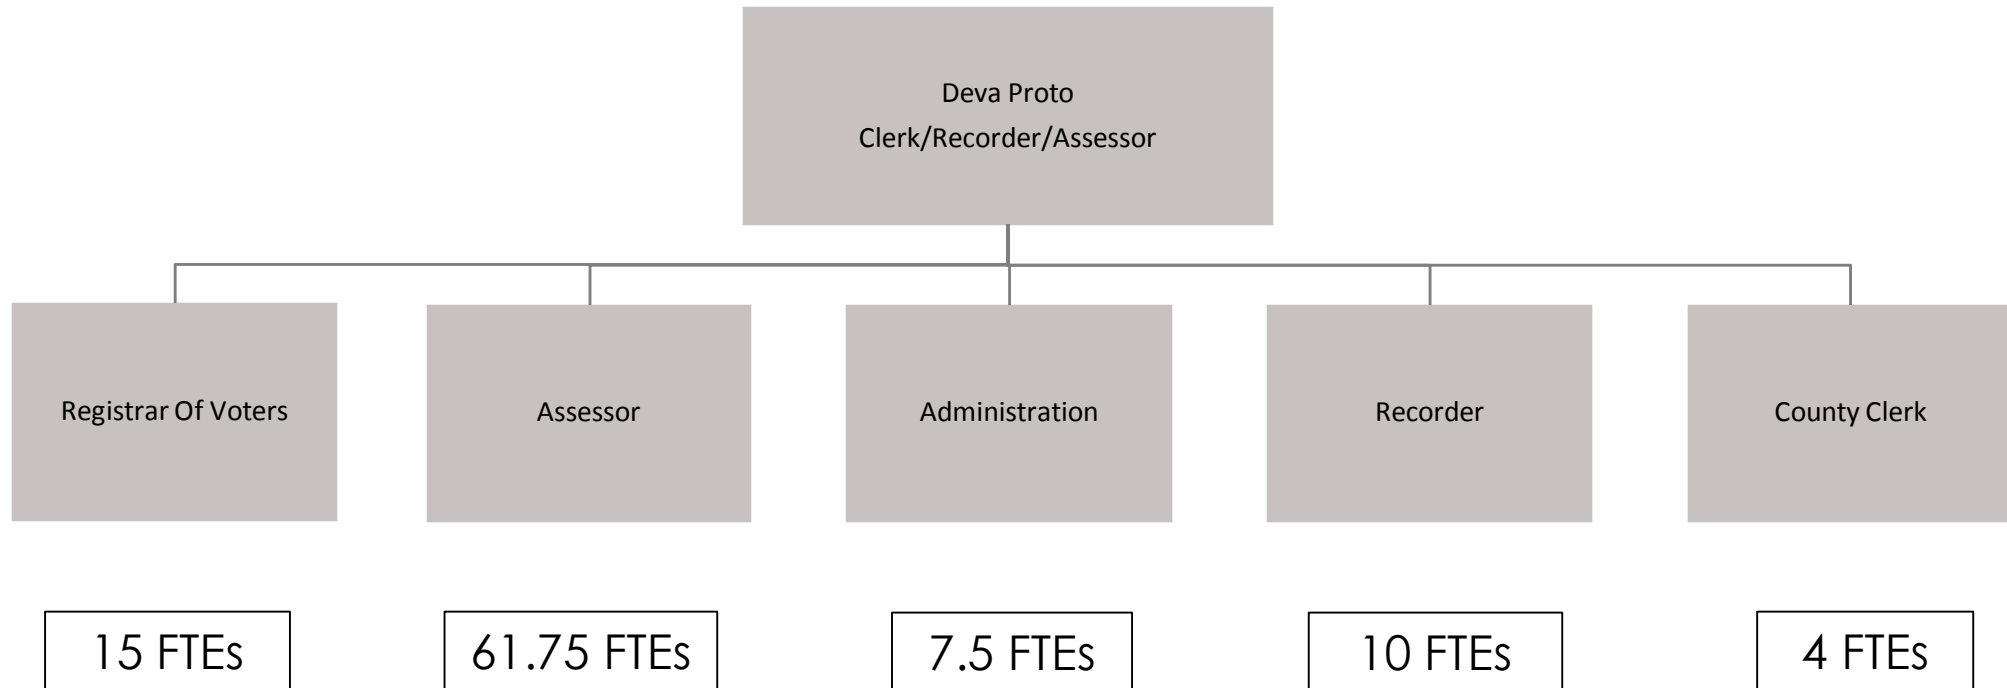 Deva Proto
Clerk/Recorder/Assessor
Registrar Of Voters
Assessor
Administration
Recorder
County Clerk
15 FTEs
61.75 FTEs
7.5 FTEs
10 FTEs
4 FTEs